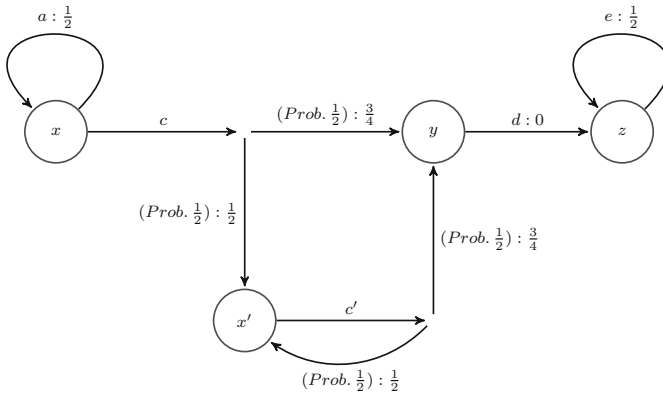 a : 1/2
e : 1/2
x
c
(Prob. 1/2) : 3/4
y
d : 0
z
(Prob. 1/2) : 1/2
(Prob. 1/2) : 3/4
x′
c′
(Prob. 1/2) : 1/2